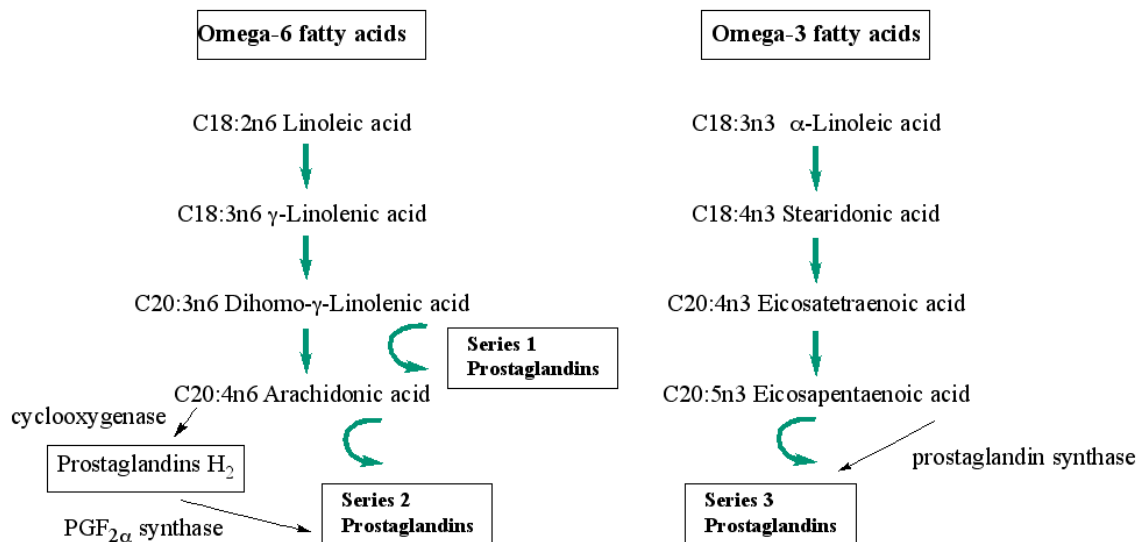 Omega-6 fatty acids
Omega-3 fatty acids
C18:2n6 Linoleic acid
C18:3n3 α-Linoleic acid
C18:3n6 γ-Linolenic acid
C18:4n3 Stearidonic acid
C20:3n6 Dihomo-γ-Linolenic acid
C20:4n3 Eicosatetraenoic acid
Series 1
Prostaglandins
C20:4n6 Arachidonic acid
C20:5n3 Eicosapentaenoic acid
cyclooxygenase
Prostaglandins H₂
prostaglandin synthase
Series 2
Prostaglandins
Series 3
Prostaglandins
PGF₂α synthase